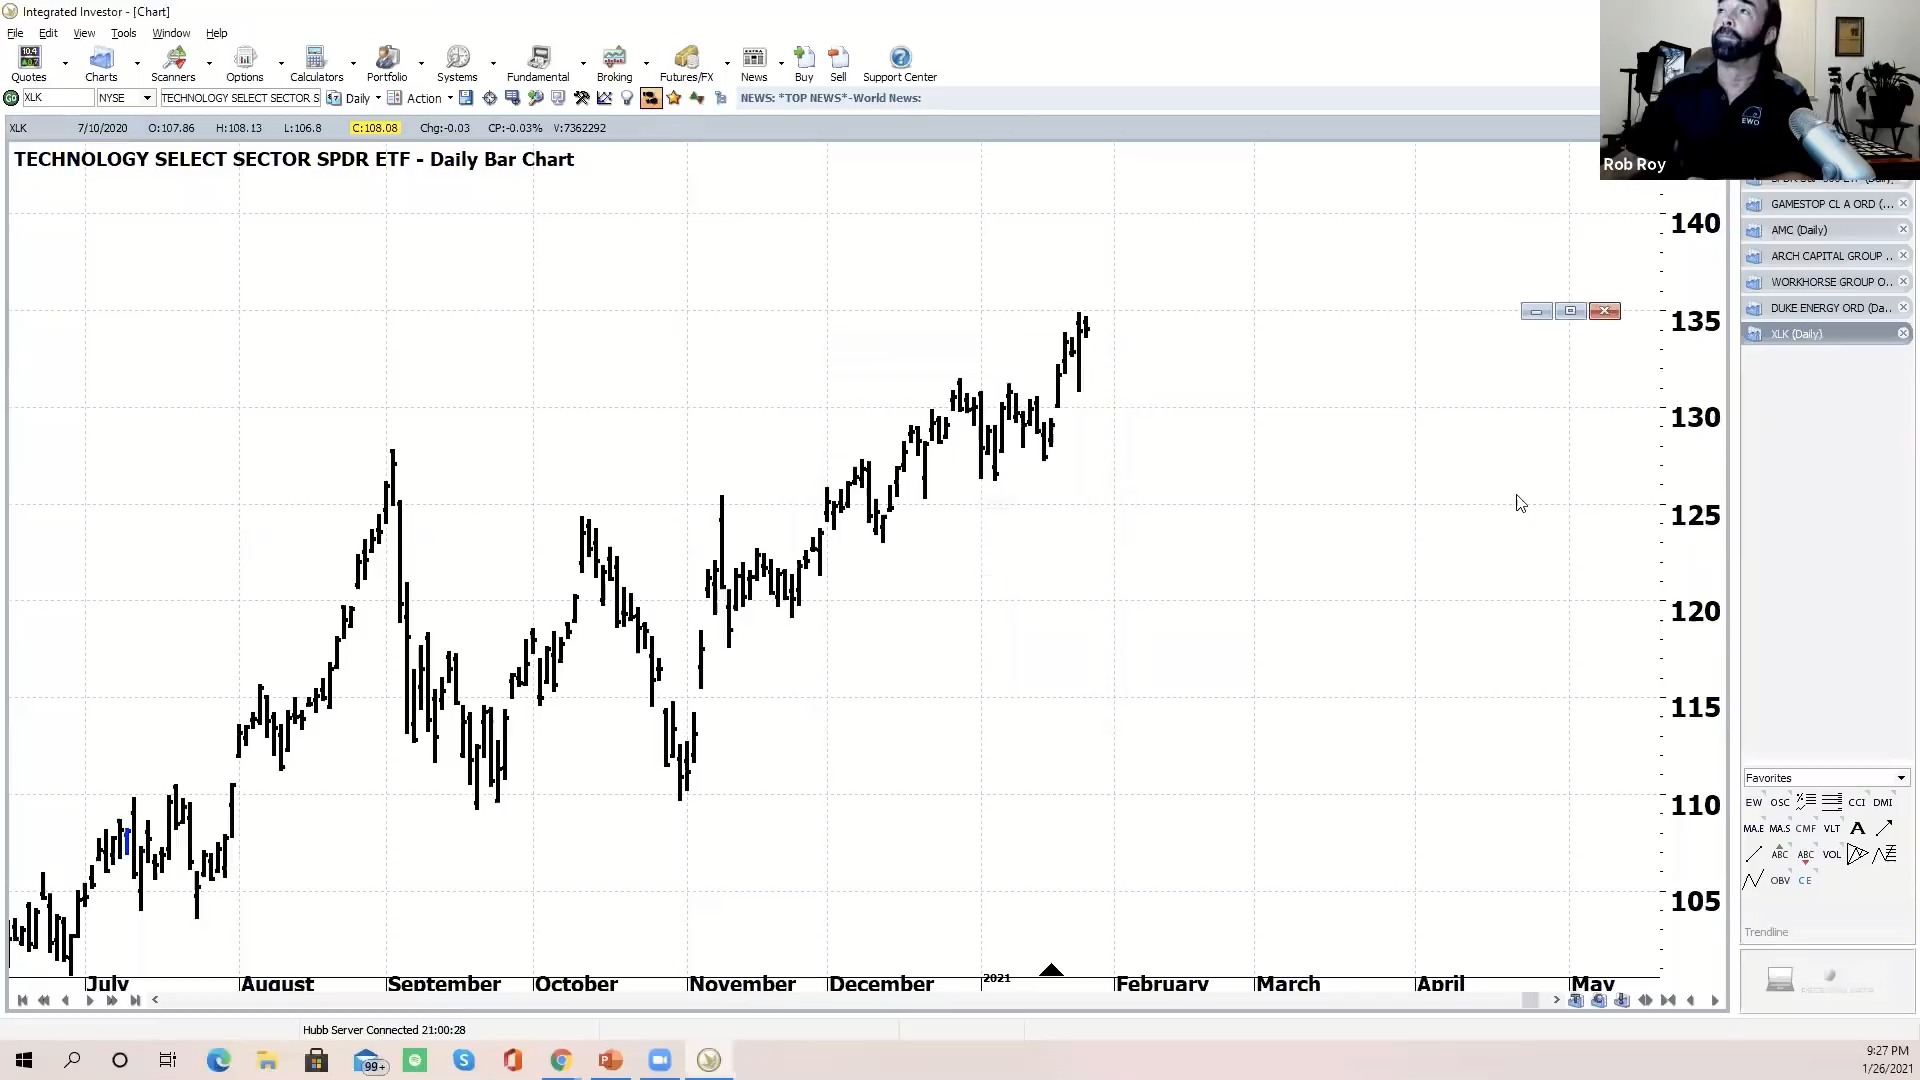 Integrated Investor - [Chart]
File Edit View Tools Window Help
Quotes Charts Scanners Options Calculators Portfolio Systems Fundamental Broking Futures/FX News Buy Sell Support Center
XLK NYSE TECHNOLOGY SELECT SECTOR S Daily Action NEWS: *TOP NEWS*-World News:
XLK 7/10/2020 O:107.86 H:108.13 L:106.8 C:108.08 Chg:-0.03 CP:-0.03% V:7362292
TECHNOLOGY SELECT SECTOR SPDR ETF - Daily Bar Chart
EWO
Rob Roy
GAMESTOP CL A ORD (...
AMC (Daily)
ARCH CAPITAL GROUP ..
WORKHORSE GROUP O..
DUKE ENERGY ORD (Da..
XLK (Daily)
140
135
130
125
120
115
110
105
July August September October November December 2021 February March April May
Favorites
EW OSC CCI DMI
MA.E MA.S CMF VLT A
ABC ABC VOL
OBV CE
Trendline
Hubb Server Connected 21:00:28
99+
9:27 PM
1/26/2021